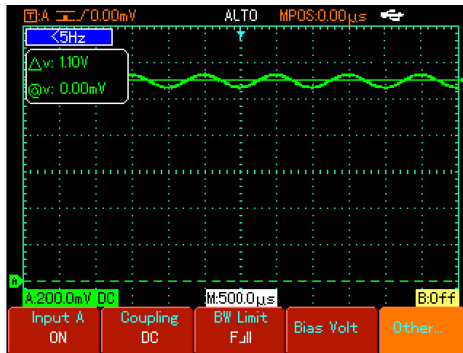 T:A /0.00mV ALTO MPOS:0.00μs
<5Hz
△v: 1.10V
@v: 0.00mV
A
A:200.0mV DC M:500.0μs B:Off
Input A Coupling BW Limit Bias Volt Other...
ON DC Full